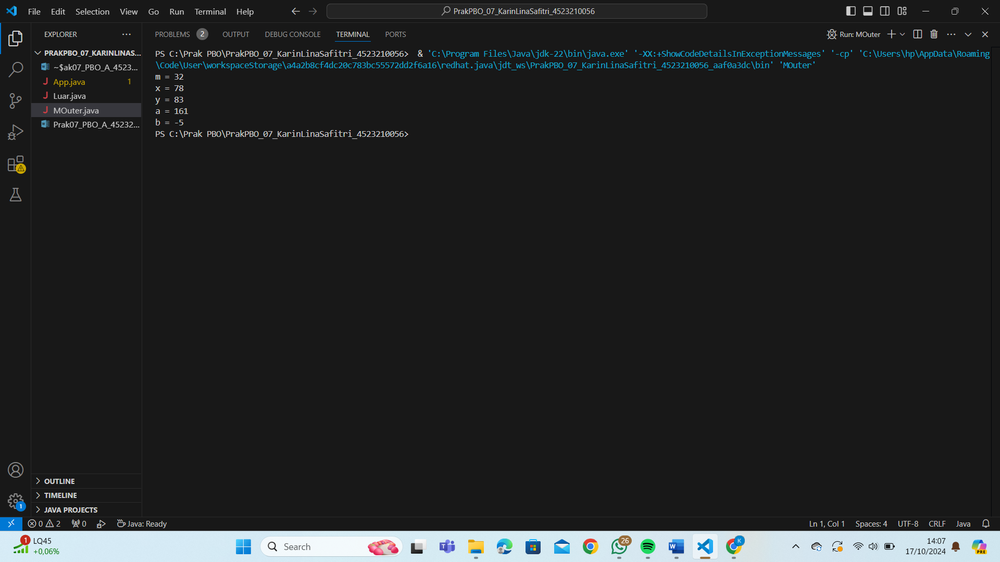 File Edit Selection View Go Run Terminal Help
PrakPBO_07_KarinLinaSafitri_4523210056
EXPLORER
PRAKPBO_07_KARINLINAS...
~$ak07_PBO_A_4523...
App.java 1
Luar.java
MOuter.java
Prak07_PBO_A_45232...
OUTLINE
TIMELINE
JAVA PROJECTS
PROBLEMS 2 OUTPUT DEBUG CONSOLE TERMINAL PORTS
Run: MOuter
PS C:\Prak PBO\PrakPBO_07_KarinLinaSafitri_4523210056>  & 'C:\Program Files\Java\jdk-22\bin\java.exe' '-XX:+ShowCodeDetailsInExceptionMessages' '-cp' 'C:\Users\hp\AppData\Roaming
\Code\User\workspaceStorage\a4a2b8cf4dc20c783bc55572dd2f6a16\redhat.java\jdt_ws\PrakPBO_07_KarinLinaSafitri_4523210056_aaf0a3dc\bin' 'MOuter'
m = 32
x = 78
y = 83
a = 161
b = -5
PS C:\Prak PBO\PrakPBO_07_KarinLinaSafitri_4523210056>
1
0 2 0 Java: Ready
Ln 1, Col 1 Spaces: 4 UTF-8 CRLF Java
1
LQ45
+0,06%
Search
26
K
14:07
17/10/2024
PRE